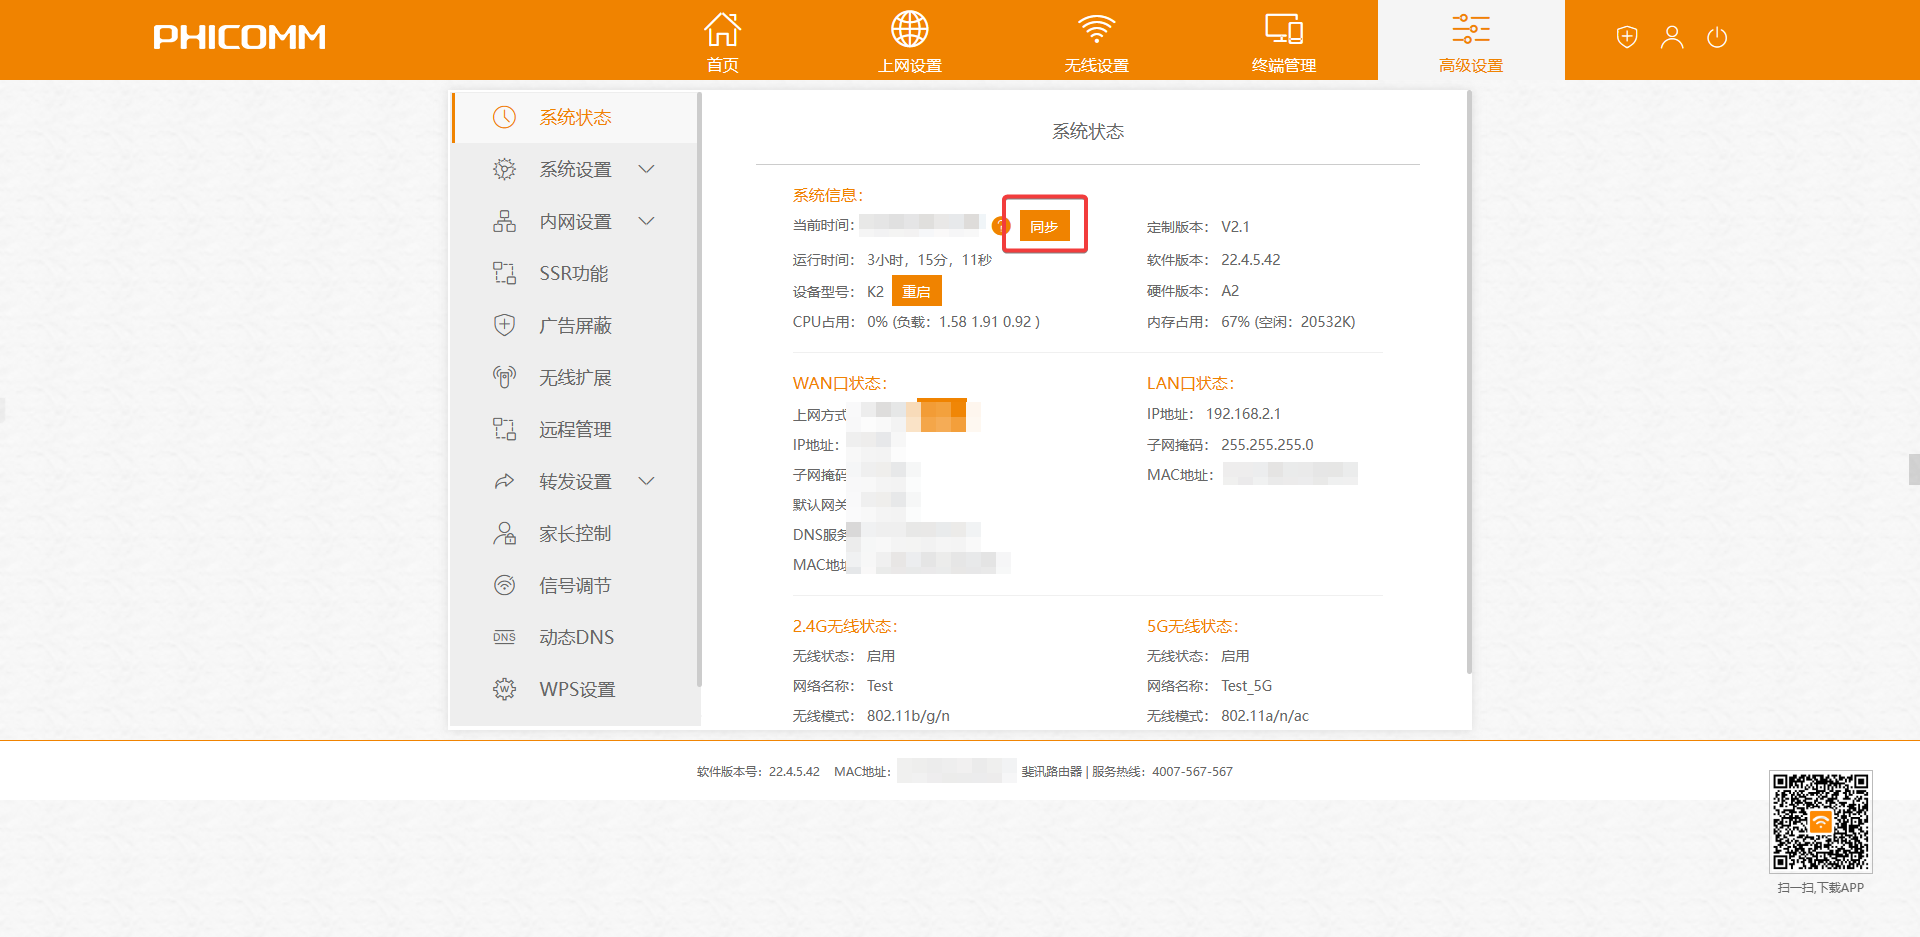 PHICOMM
首页
上网设置
无线设置
终端管理
高级设置
系统状态
系统设置
内网设置
SSR功能
广告屏蔽
无线扩展
远程管理
转发设置
家长控制
信号调节
DNS 动态DNS
WPS设置
系统状态
系统信息：
当前时间： ? 同步
定制版本： V2.1
运行时间： 3小时，15分，11秒
软件版本： 22.4.5.42
设备型号： K2 重启
硬件版本： A2
CPU占用： 0% (负载：1.58 1.91 0.92 )
内存占用： 67% (空闲：20532K)
WAN口状态：
上网方式
IP地址：
子网掩码
默认网关
DNS服务
MAC地址
LAN口状态：
IP地址： 192.168.2.1
子网掩码： 255.255.255.0
MAC地址：
2.4G无线状态：
无线状态： 启用
网络名称： Test
无线模式： 802.11b/g/n
5G无线状态：
无线状态： 启用
网络名称： Test_5G
无线模式： 802.11a/n/ac
软件版本号：22.4.5.42 MAC地址： 斐讯路由器 | 服务热线：4007-567-567
扫一扫,下载APP